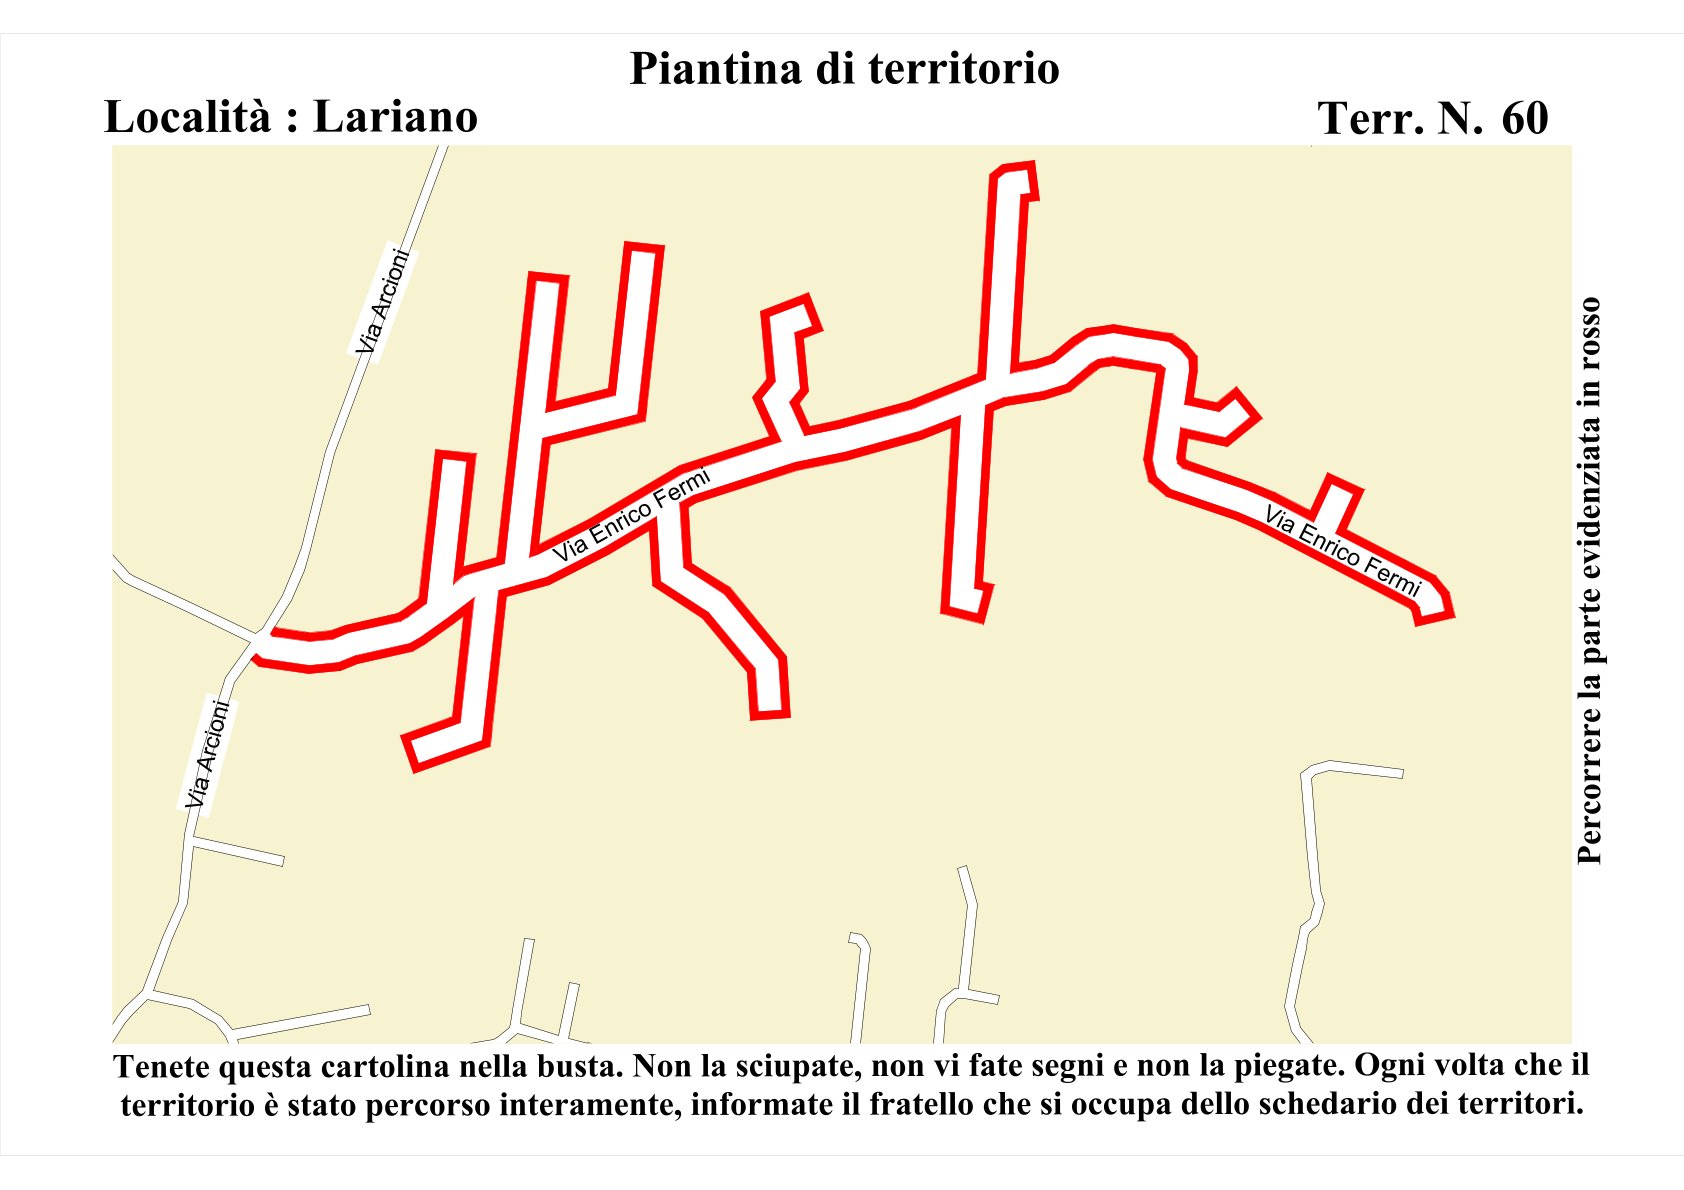 Piantina di territorio
Località : Lariano
Terr. N. 60
Via Arcioni
Via Enrico Fermi
Via Enrico Fermi
Via Arcioni
Percorrere la parte evidenziata in rosso
Tenete questa cartolina nella busta. Non la sciupate, non vi fate segni e non la piegate. Ogni volta che il
territorio è stato percorso interamente, informate il fratello che si occupa dello schedario dei territori.